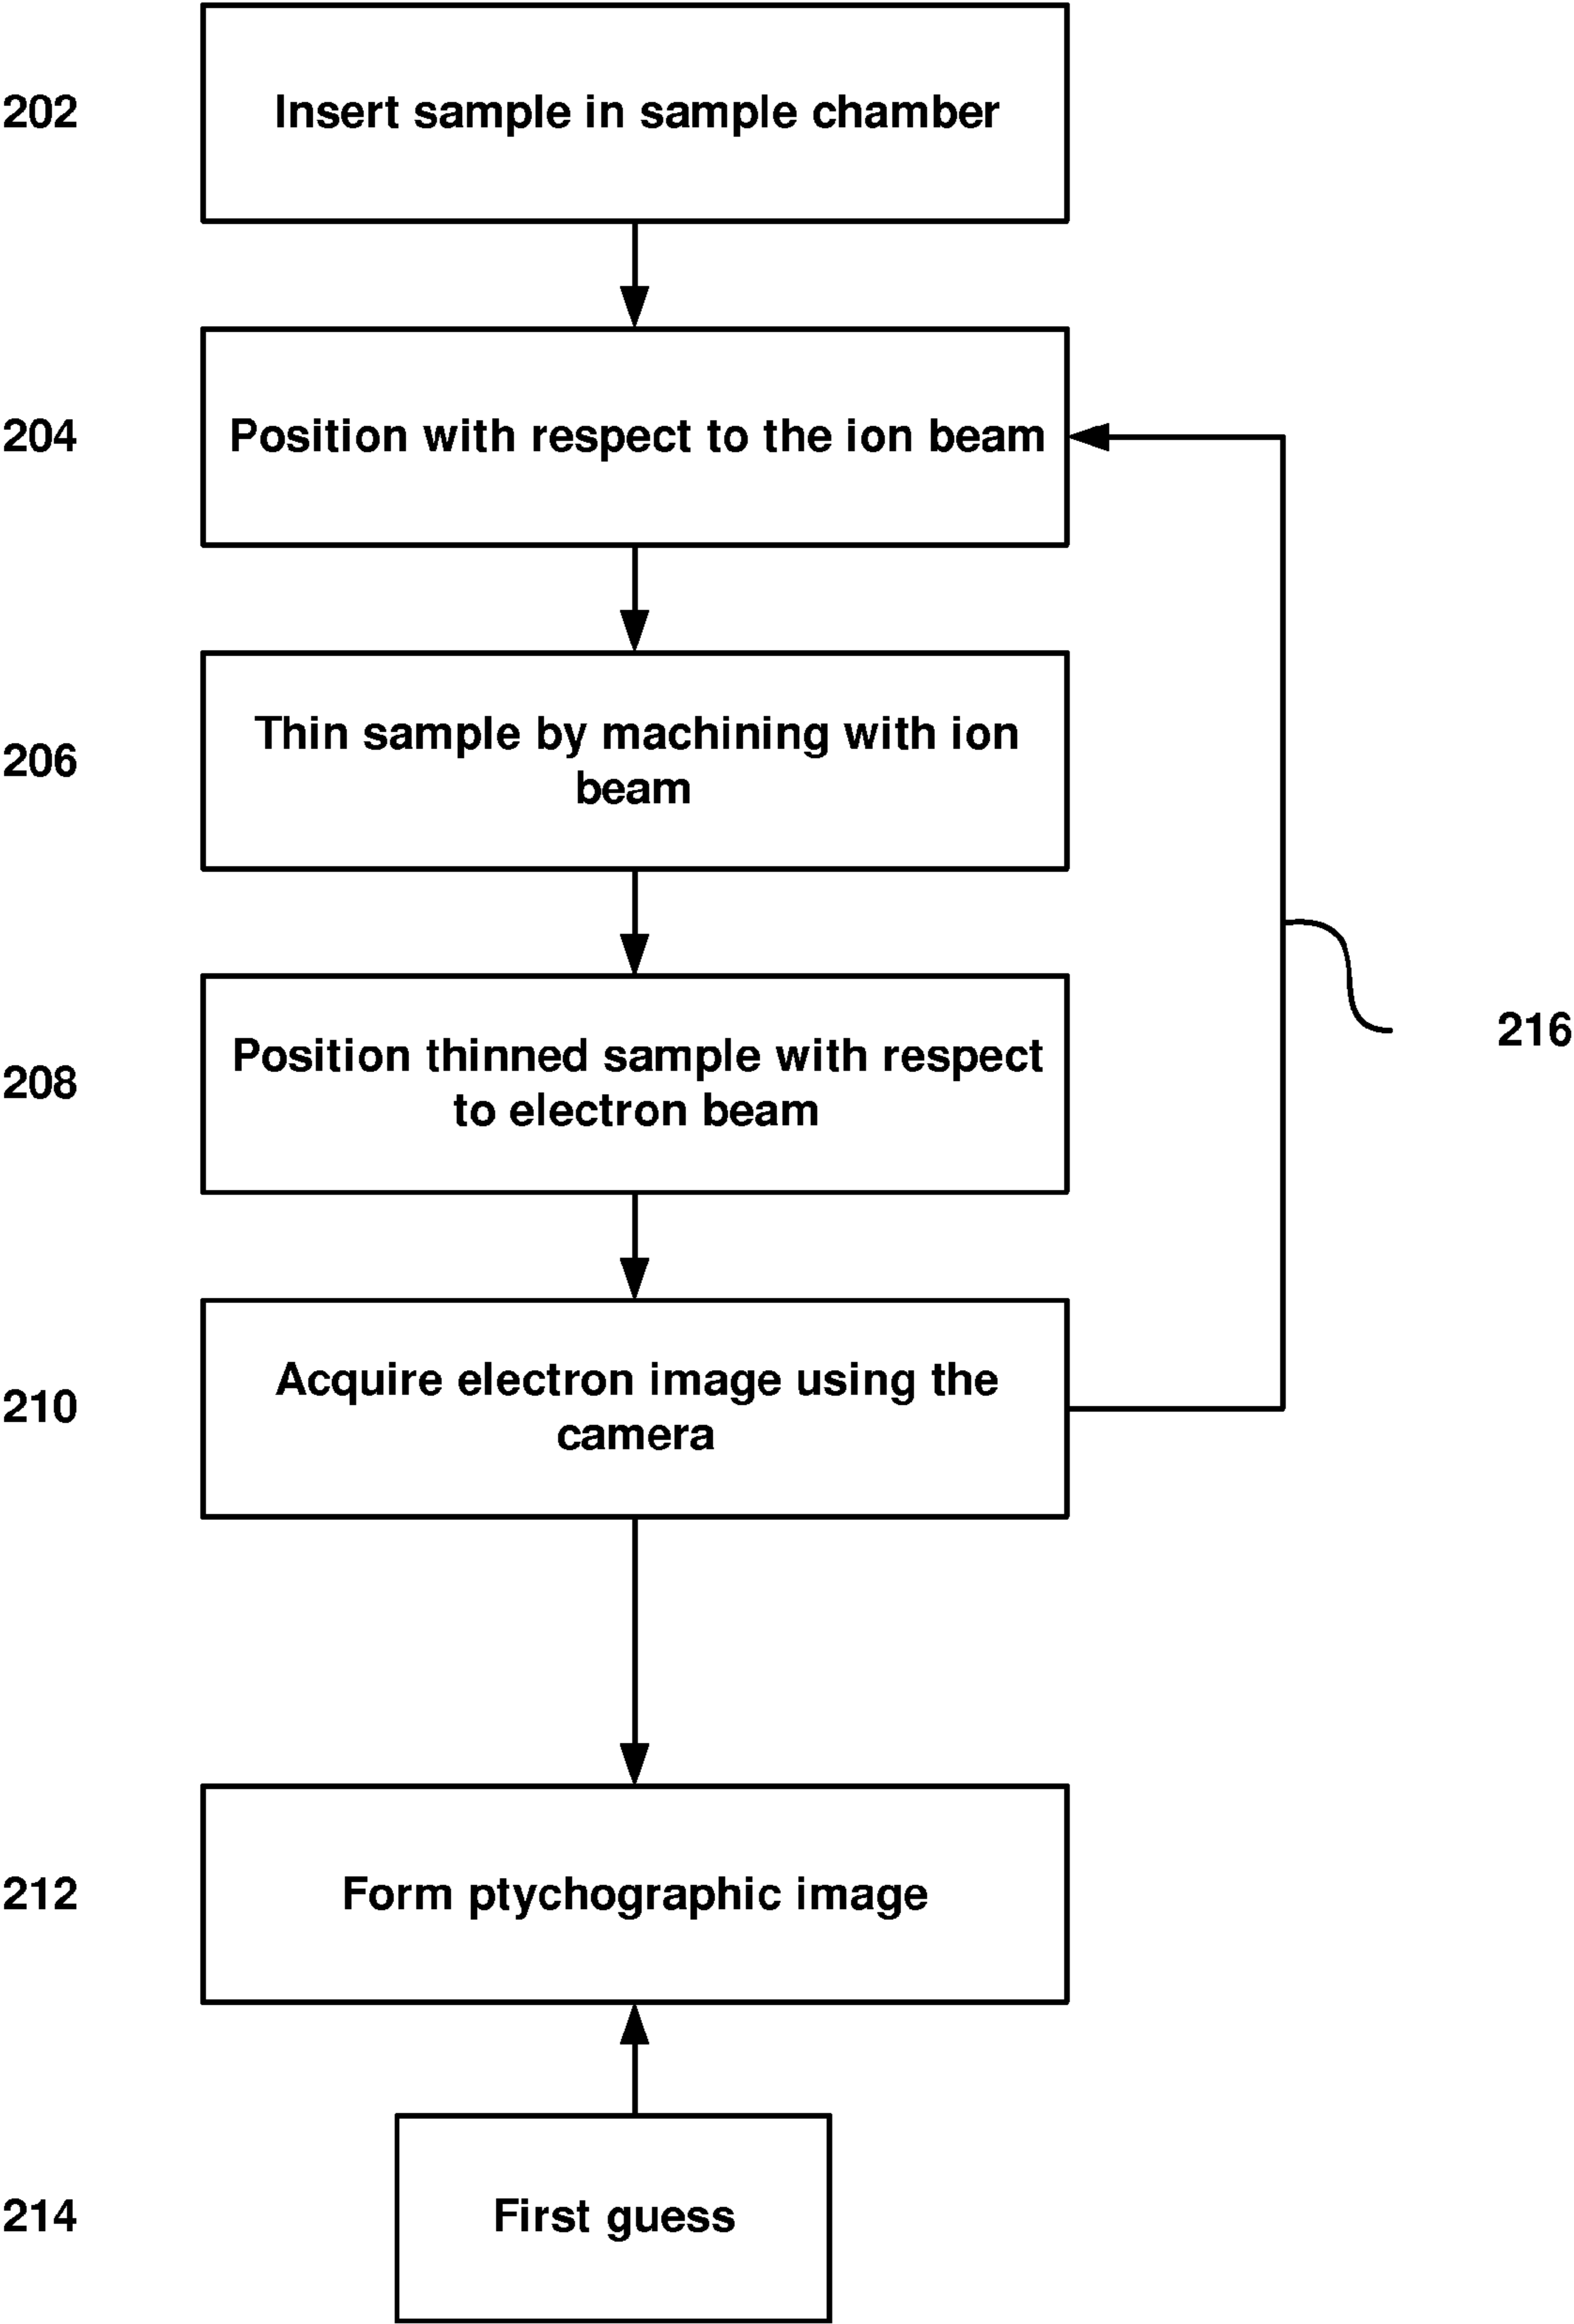 202
Insert sample in sample chamber
204
Position with respect to the ion beam
206
Thin sample by machining with ion
beam
208
Position thinned sample with respect
to electron beam
216
210
Acquire electron image using the
camera
212
Form ptychographic image
214
First guess